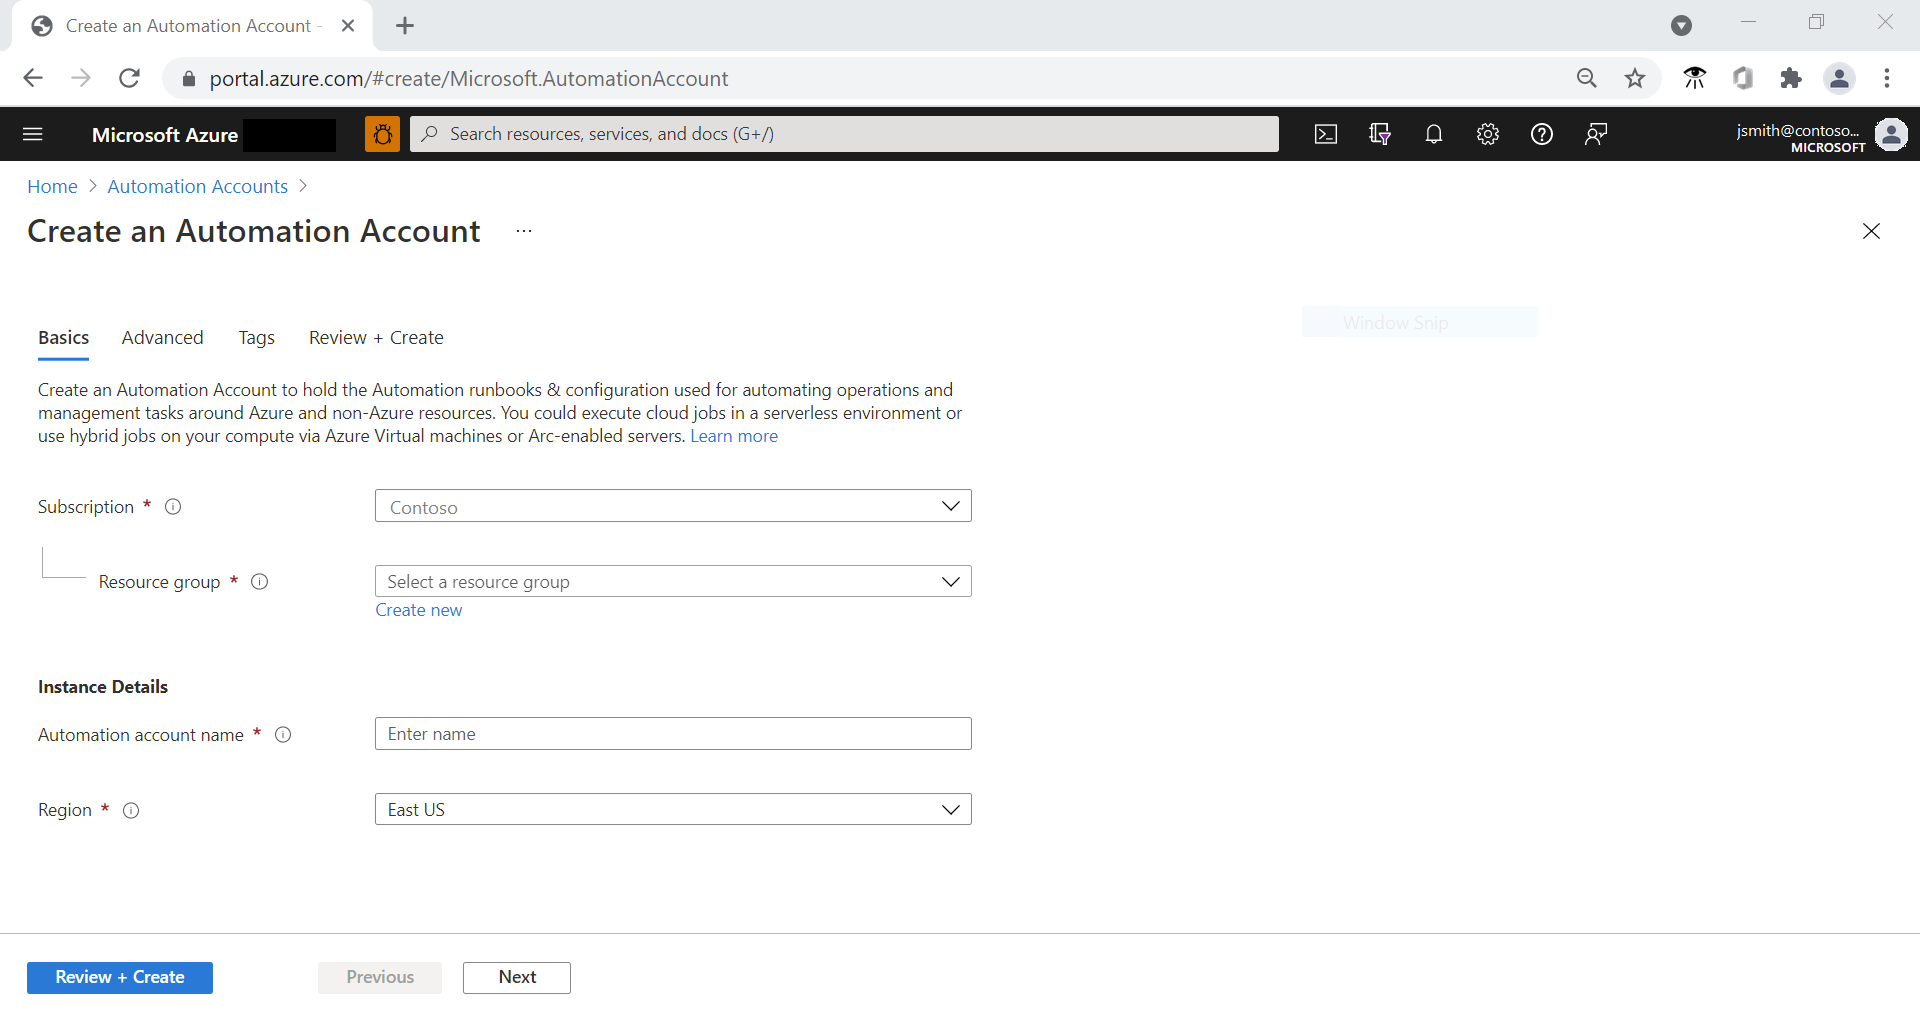 Create an Automation Account -
portal.azure.com/#create/Microsoft.AutomationAccount
Microsoft Azure
Search resources, services, and docs (G+/)
jsmith@contoso...
MICROSOFT
Home > Automation Accounts >
Create an Automation Account ...
Window Snip
Basics Advanced Tags Review + Create
Create an Automation Account to hold the Automation runbooks & configuration used for automating operations and
management tasks around Azure and non-Azure resources. You could execute cloud jobs in a serverless environment or
use hybrid jobs on your compute via Azure Virtual machines or Arc-enabled servers. Learn more
Subscription *
Contoso
Resource group *
Select a resource group
Create new
Instance Details
Automation account name *
Enter name
Region *
East US
Review + Create
Previous
Next